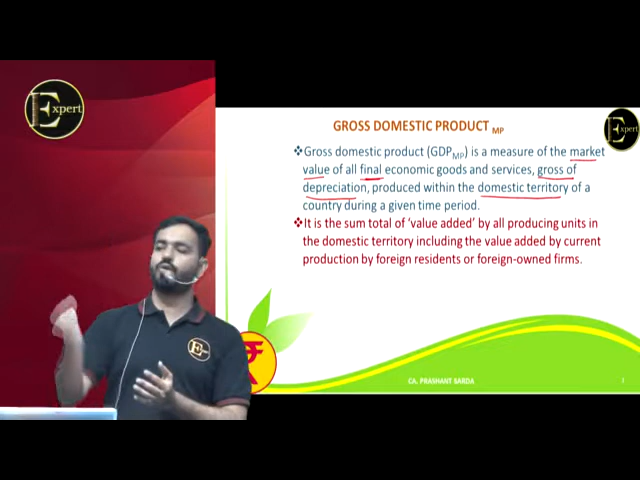 Expert
GROSS DOMESTIC PRODUCT MP
Expert
❖Gross domestic product (GDPMP) is a measure of the market
value of all final economic goods and services, gross of
depreciation, produced within the domestic territory of a
country during a given time period.
❖It is the sum total of ‘value added’ by all producing units in
the domestic territory including the value added by current
production by foreign residents or foreign-owned firms.
E
₹
CA. PRASHANT SARDA